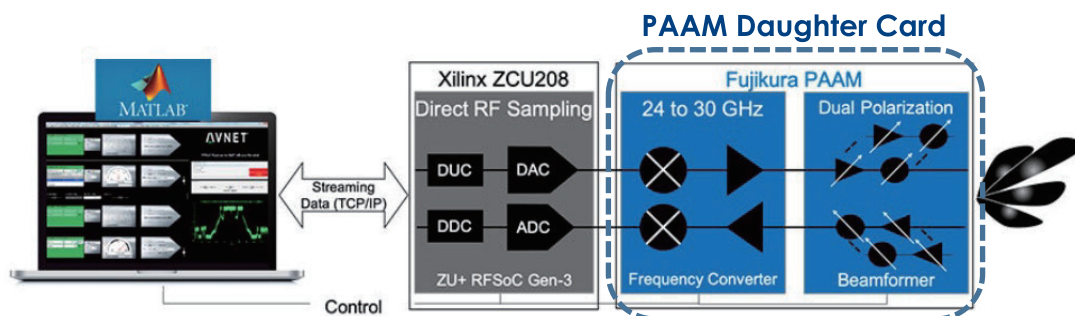 PAAM Daughter Card
MATLAB
AVNET
Streaming
Data (TCP/IP)
Control
Xilinx ZCU208
Direct RF Sampling
DUC
DAC
DDC
ADC
ZU+ RFSoC Gen-3
Fujikura PAAM
24 to 30 GHz
Frequency Converter
Dual Polarization
Beamformer